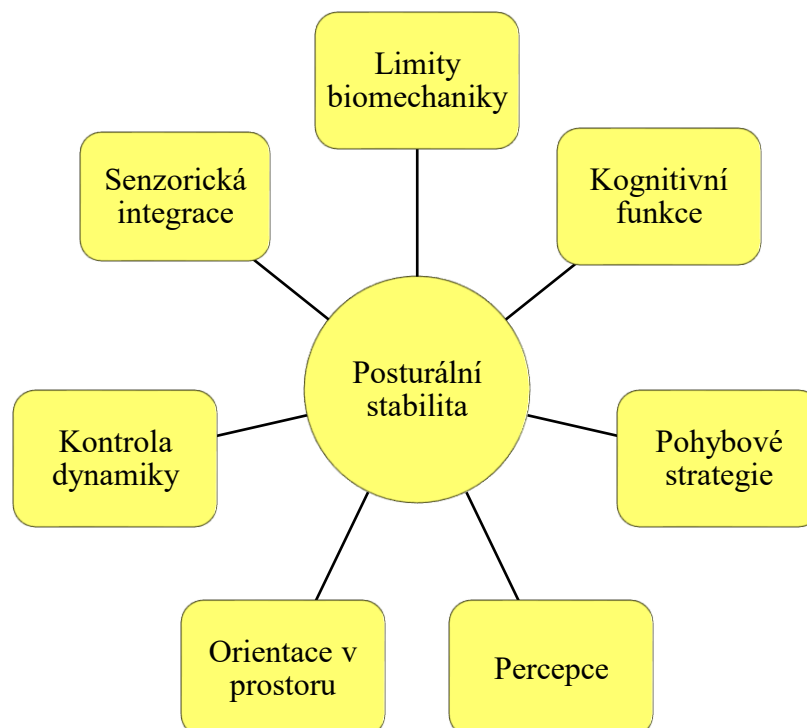 Limity
biomechaniky
Senzorická
integrace
Kognitivní
funkce
Posturální
stabilita
Kontrola
dynamiky
Pohybové
strategie
Orientace v
prostoru
Percepce